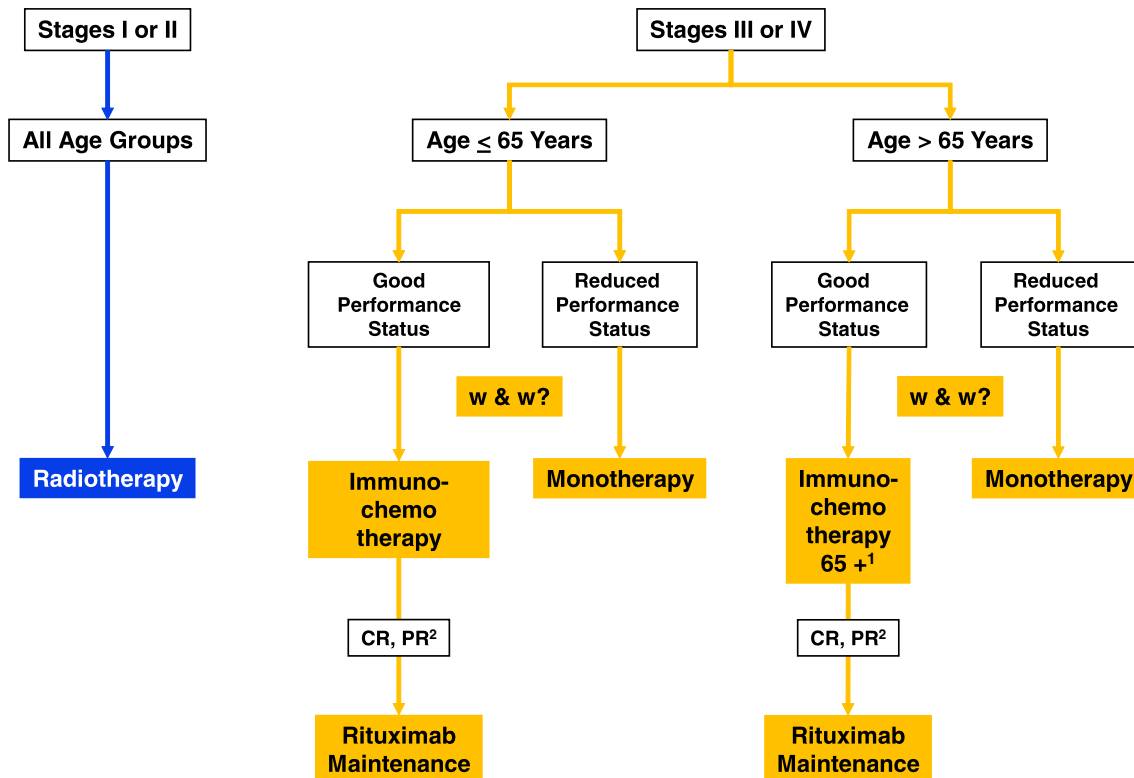 Stages I or II
Stages III or IV
All Age Groups
Age ≤ 65 Years
Age > 65 Years
Good
Performance
Status
Reduced
Performance
Status
Good
Performance
Status
Reduced
Performance
Status
w & w?
w & w?
Radiotherapy
Immuno-
chemo
therapy
Monotherapy
Immuno-
chemo
therapy
65 +¹
Monotherapy
CR, PR²
CR, PR²
Rituximab
Maintenance
Rituximab
Maintenance